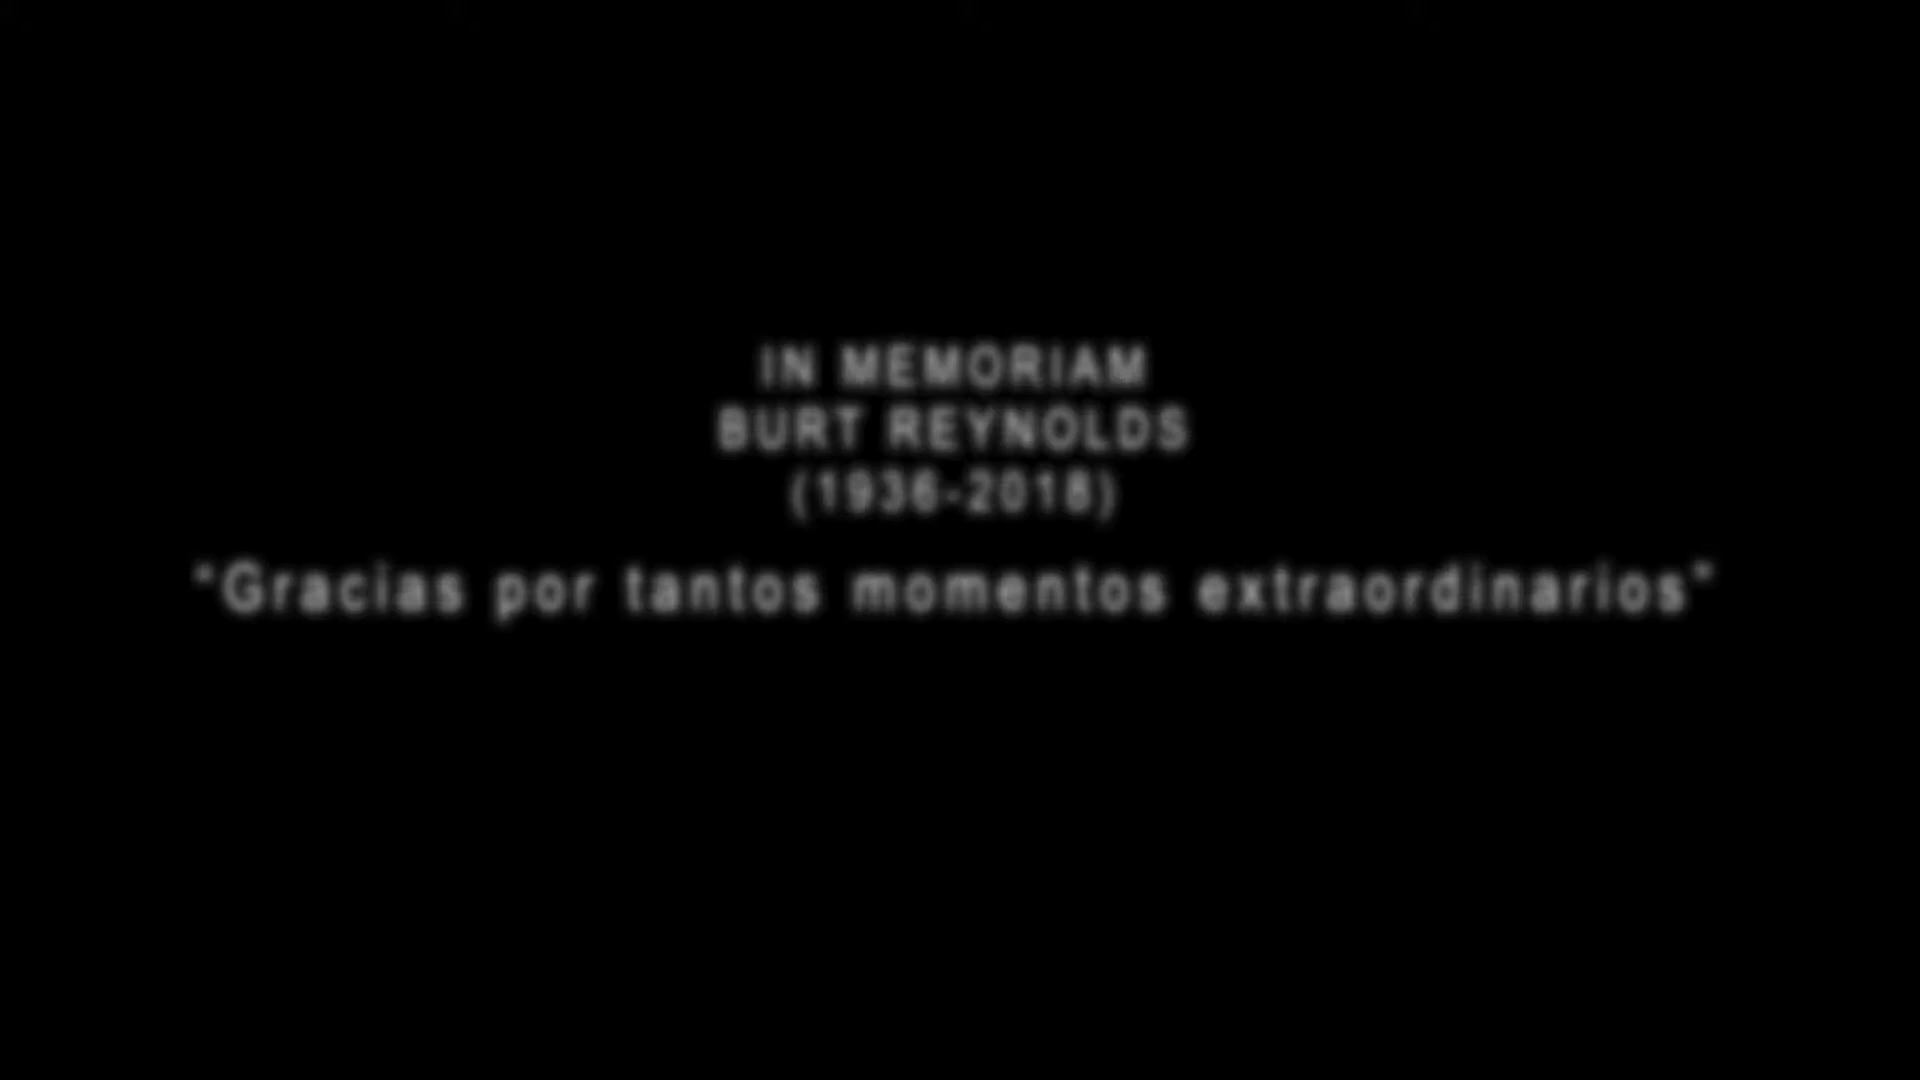 IN MEMORIAM
BURT REYNOLDS
(1936-2018)
"Gracias por tantos momentos extraordinarios"